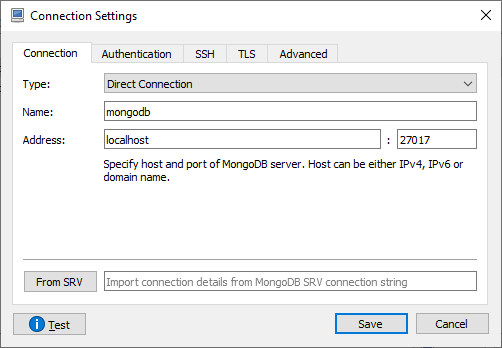 Connection Settings
Connection Authentication SSH TLS Advanced
Type: Direct Connection
Name: mongodb
Address: localhost : 27017
Specify host and port of MongoDB server. Host can be either IPv4, IPv6 or
domain name.
From SRV Import connection details from MongoDB SRV connection string
Test Save Cancel